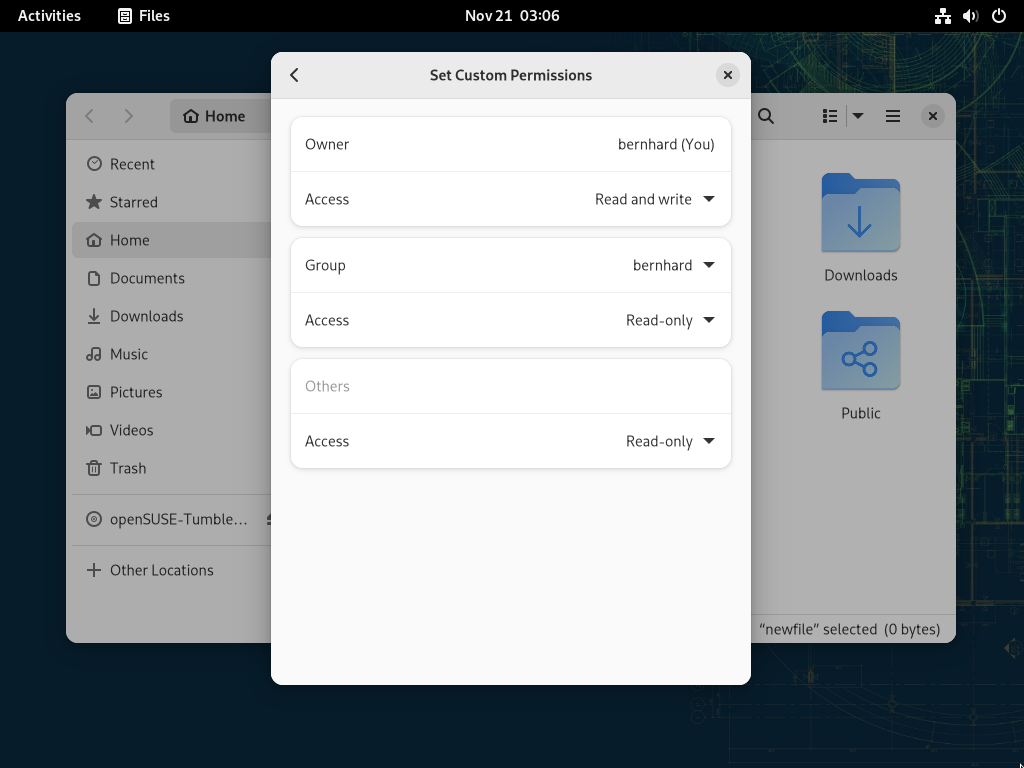 Activities Files Nov 21 03:06
Set Custom Permissions
Home
Recent
Starred
Home
Documents
Downloads
Music
Pictures
Videos
Trash
openSUSE-Tumble…
Other Locations
Owner bernhard (You)
Access Read and write
Group bernhard
Access Read-only
Others
Access Read-only
Downloads
Public
“newfile” selected (0 bytes)